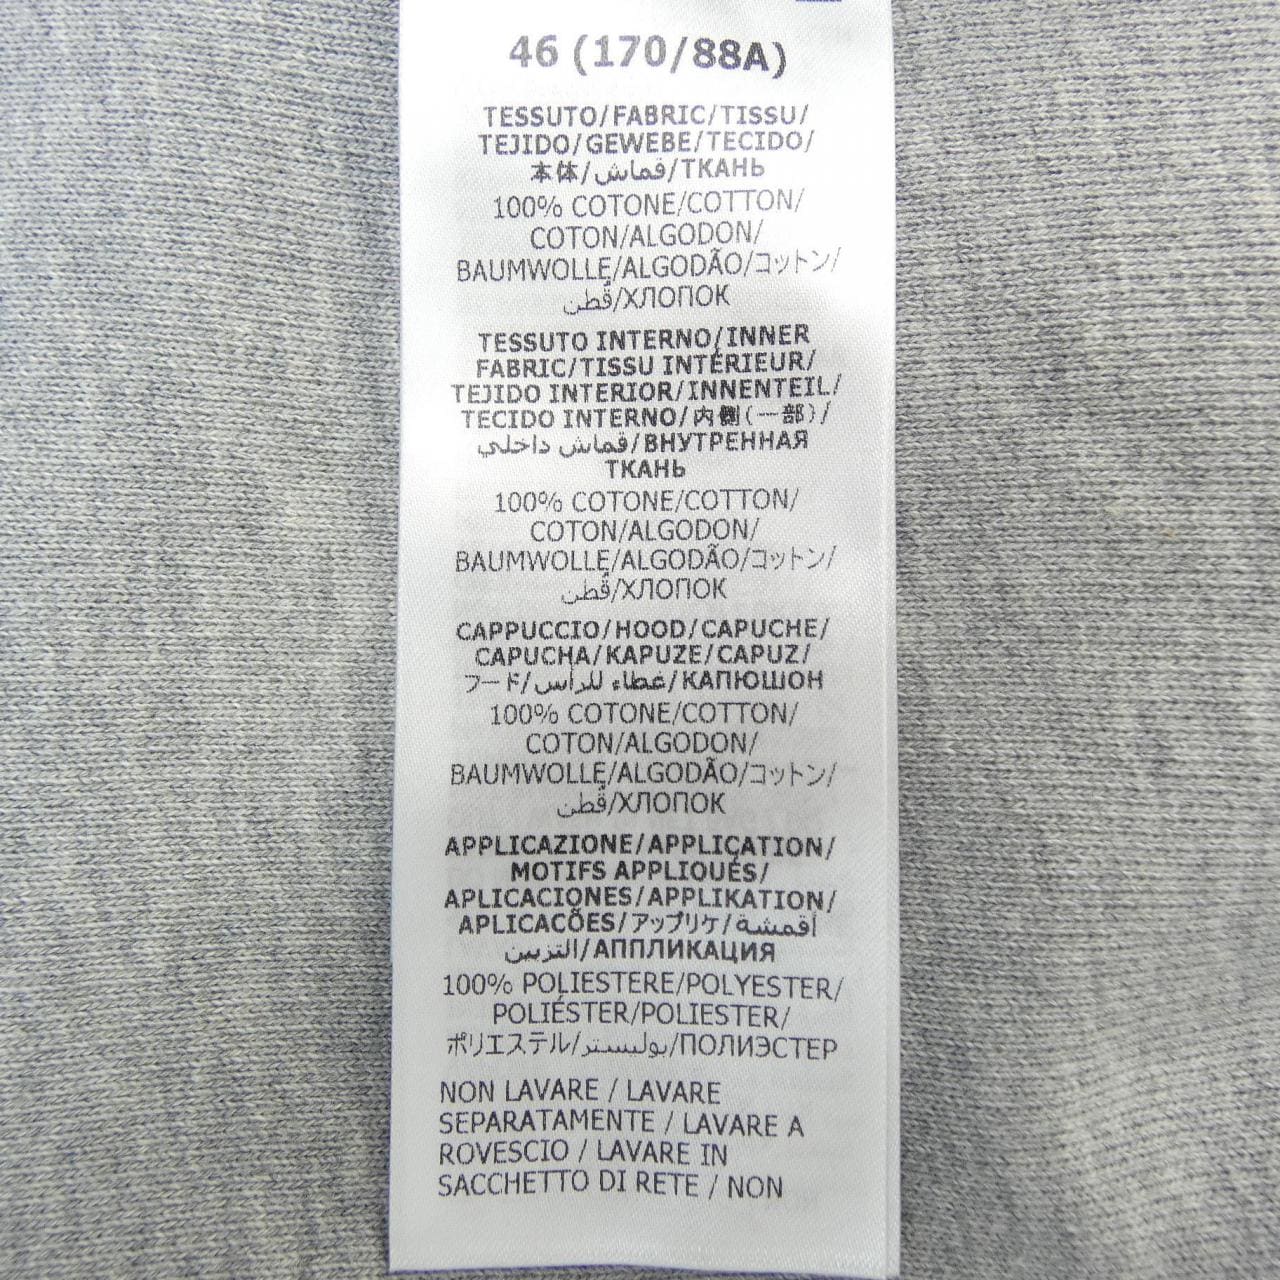 46 (170/88A)
TESSUTO/FABRIC/TISSU/
TEJIDO/GEWEBE/TECIDO/
本体/قماش/ТКАНЬ
100% COTONE/COTTON/
COTON/ALGODON/
BAUMWOLLE/ALGODÃO/コットン/
قُطن/ХЛОПОК
TESSUTO INTERNO/INNER
FABRIC/TISSU INTÉRIEUR/
TEJIDO INTERIOR/INNENTEIL/
TECIDO INTERNO/内側(一部)/
قماش داخلي/ВНУТРЕННАЯ
ТКАНЬ
100% COTONE/COTTON/
COTON/ALGODON/
BAUMWOLLE/ALGODÃO/コットン/
قُطن/ХЛОПОК
CAPPUCCIO/HOOD/CAPUCHE/
CAPUCHA/KAPUZE/CAPUZ/
フード/غطاء للرأس/КАПЮШОН
100% COTONE/COTTON/
COTON/ALGODON/
BAUMWOLLE/ALGODÃO/コットン/
قُطن/ХЛОПОК
APPLICAZIONE/APPLICATION/
MOTIFS APPLIQUÉS/
APLICACIONES/APPLIKATION/
APLICACÕES/アップリケ/أقمشة
التزيين/АППЛИКАЦИЯ
100% POLIESTERE/POLYESTER/
POLIÉSTER/POLIESTER/
ポリエステル/بوليستر/ПОЛИЭСТЕР
NON LAVARE / LAVARE
SEPARATAMENTE / LAVARE A
ROVESCIO / LAVARE IN
SACCHETTO DI RETE / NON